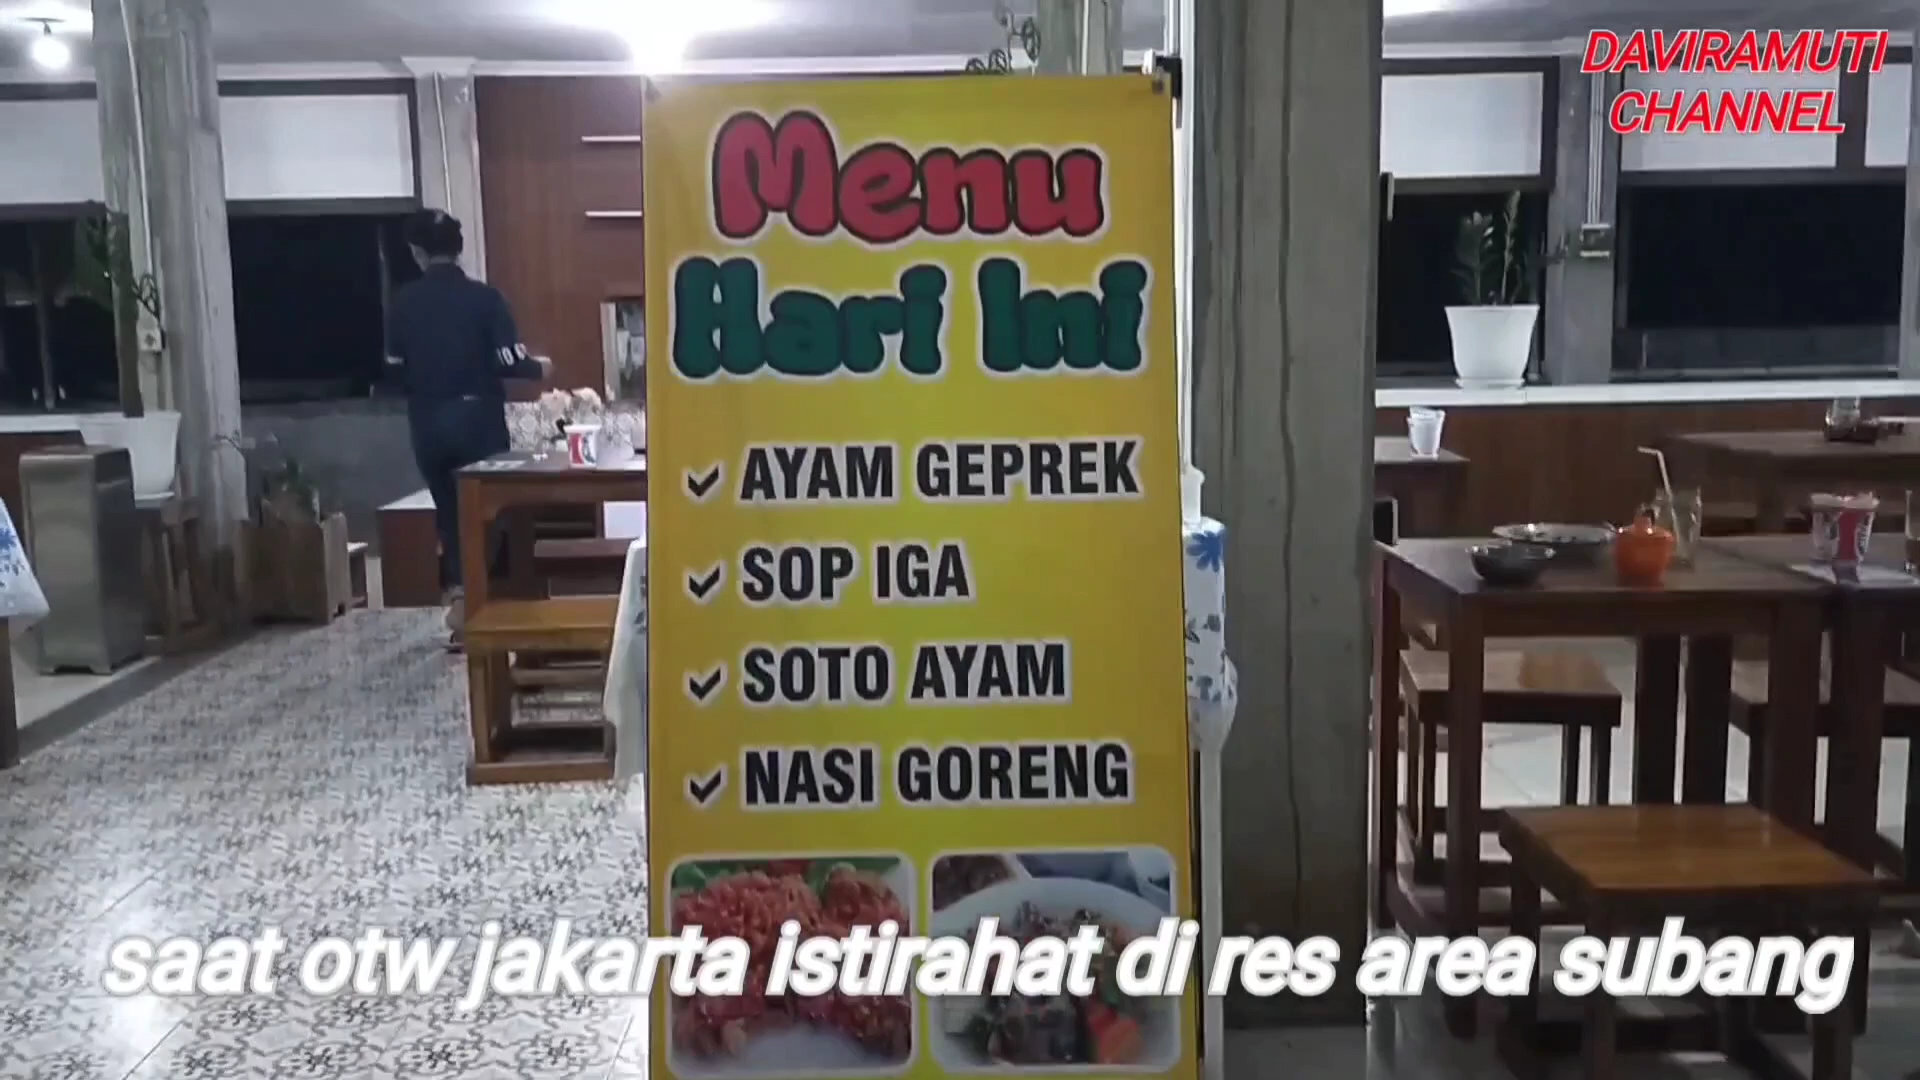 DAVIRAMUTI
CHANNEL
Menu
Hari Ini
AYAM GEPREK
SOP IGA
SOTO AYAM
NASI GORENG
saat otw jakarta istirahat di res area subang